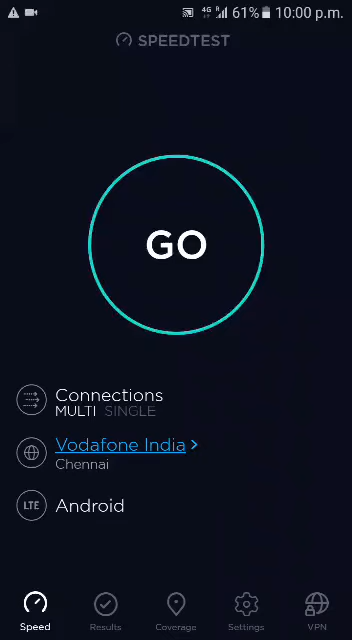 4G R 61% 10:00 p.m.
SPEEDTEST
GO
Connections
MULTI SINGLE
Vodafone India >
Chennai
LTE Android
Speed Results Coverage Settings VPN